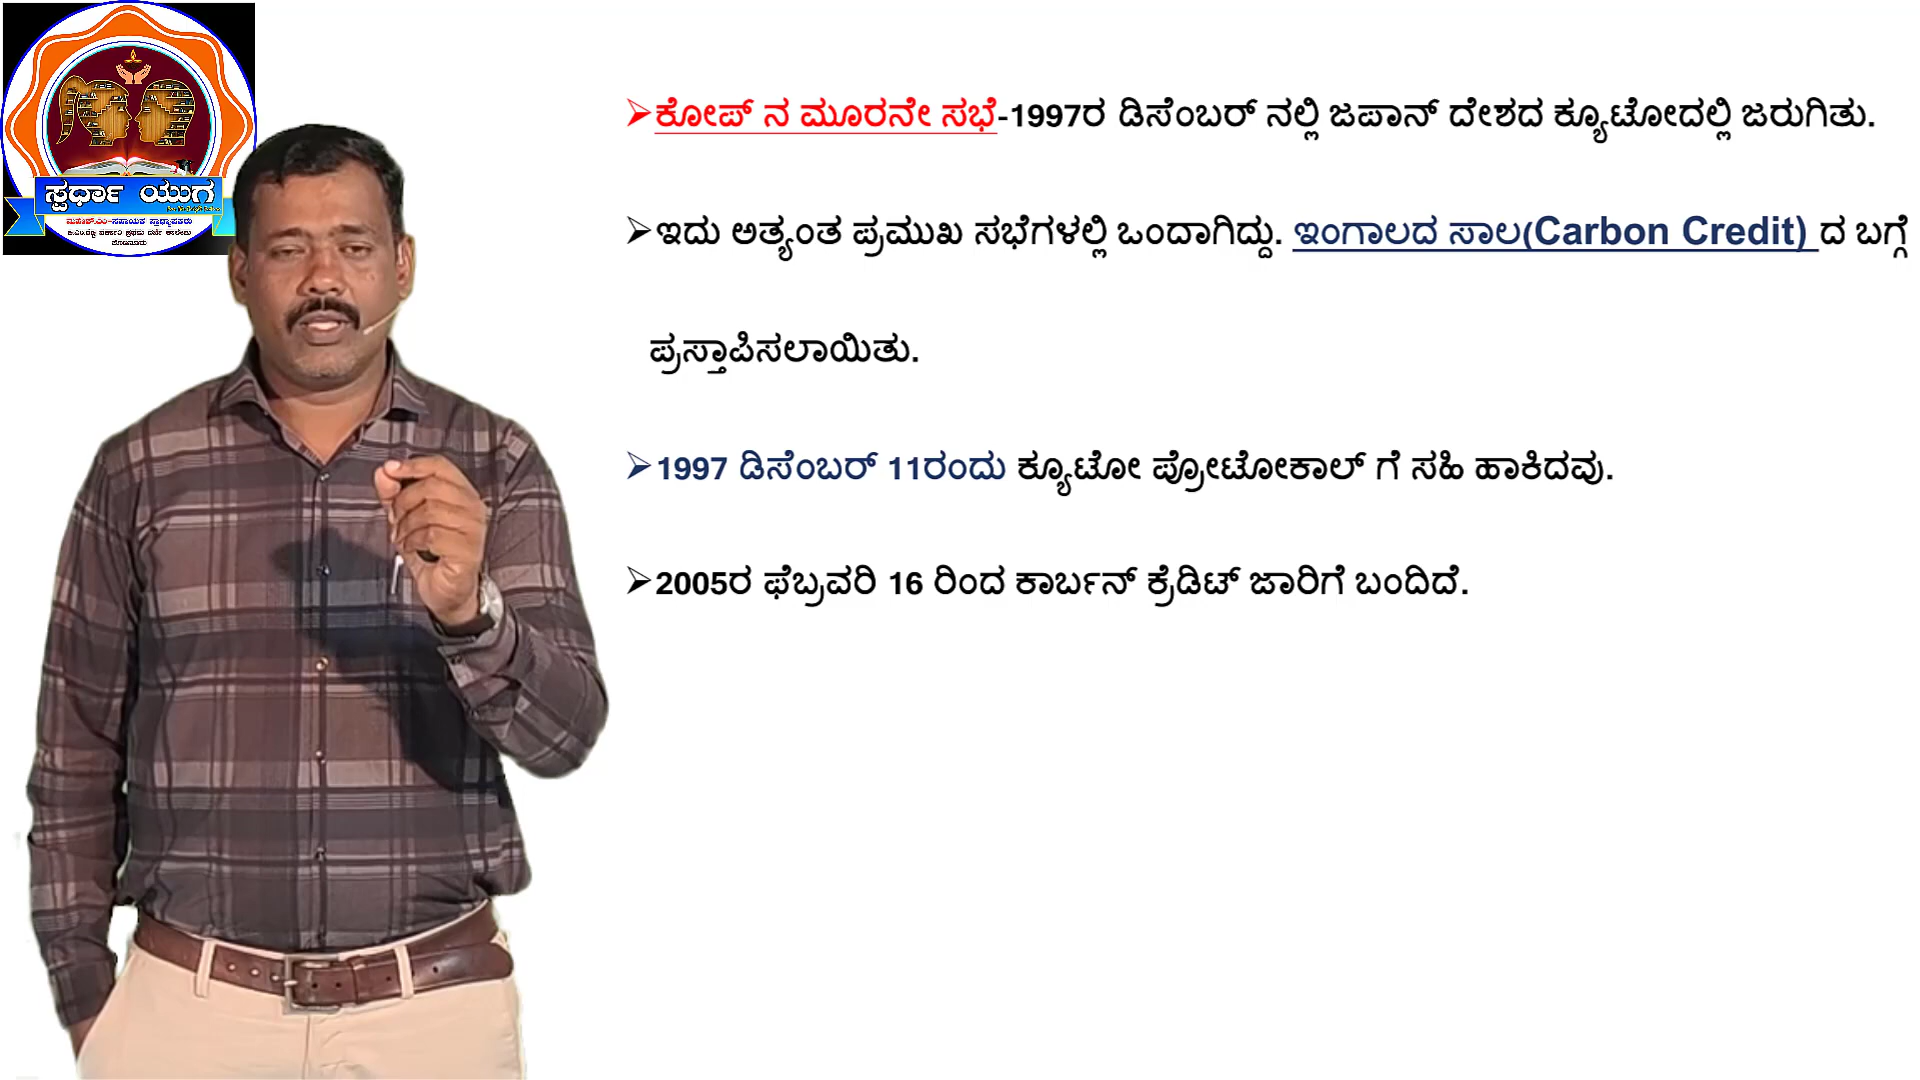 ಸ್ಪರ್ಧಾ ಯುಗ
➢ಕೋಪ್ ನ ಮೂರನೇ ಸಭೆ-1997ರ ಡಿಸೆಂಬರ್ ನಲ್ಲಿ ಜಪಾನ್ ದೇಶದ ಕ್ಯೂಟೋದಲ್ಲಿ ಜರುಗಿತು.
➢ಇದು ಅತ್ಯಂತ ಪ್ರಮುಖ ಸಭೆಗಳಲ್ಲಿ ಒಂದಾಗಿದ್ದು. ಇಂಗಾಲದ ಸಾಲ(Carbon Credit) ದ ಬಗ್ಗೆ
ಪ್ರಸ್ತಾಪಿಸಲಾಯಿತು.
➢1997 ಡಿಸೆಂಬರ್ 11ರಂದು ಕ್ಯೂಟೋ ಪ್ರೋಟೋಕಾಲ್ ಗೆ ಸಹಿ ಹಾಕಿದವು.
➢2005ರ ಫೆಬ್ರವರಿ 16 ರಿಂದ ಕಾರ್ಬನ್ ಕ್ರೆಡಿಟ್ ಜಾರಿಗೆ ಬಂದಿದೆ.